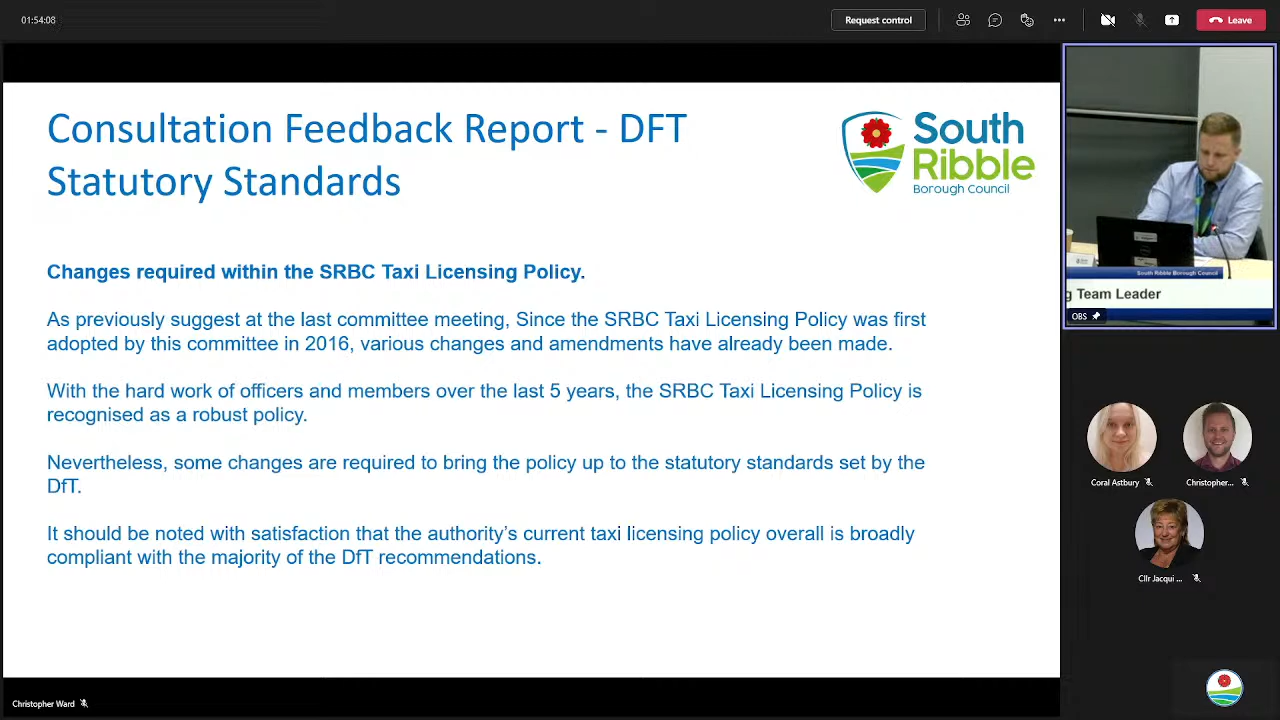 01:54:08
Request control
Leave
Consultation Feedback Report - DFT
Statutory Standards
South
Ribble
Borough Council
Changes required within the SRBC Taxi Licensing Policy.
As previously suggest at the last committee meeting, Since the SRBC Taxi Licensing Policy was first
adopted by this committee in 2016, various changes and amendments have already been made.
With the hard work of officers and members over the last 5 years, the SRBC Taxi Licensing Policy is
recognised as a robust policy.
Nevertheless, some changes are required to bring the policy up to the statutory standards set by the
DfT.
It should be noted with satisfaction that the authority's current taxi licensing policy overall is broadly
compliant with the majority of the DfT recommendations.
South Ribble Borough Council
g Team Leader
OBS
Coral Astbury
Christopher...
Cllr Jacqui ...
Christopher Ward